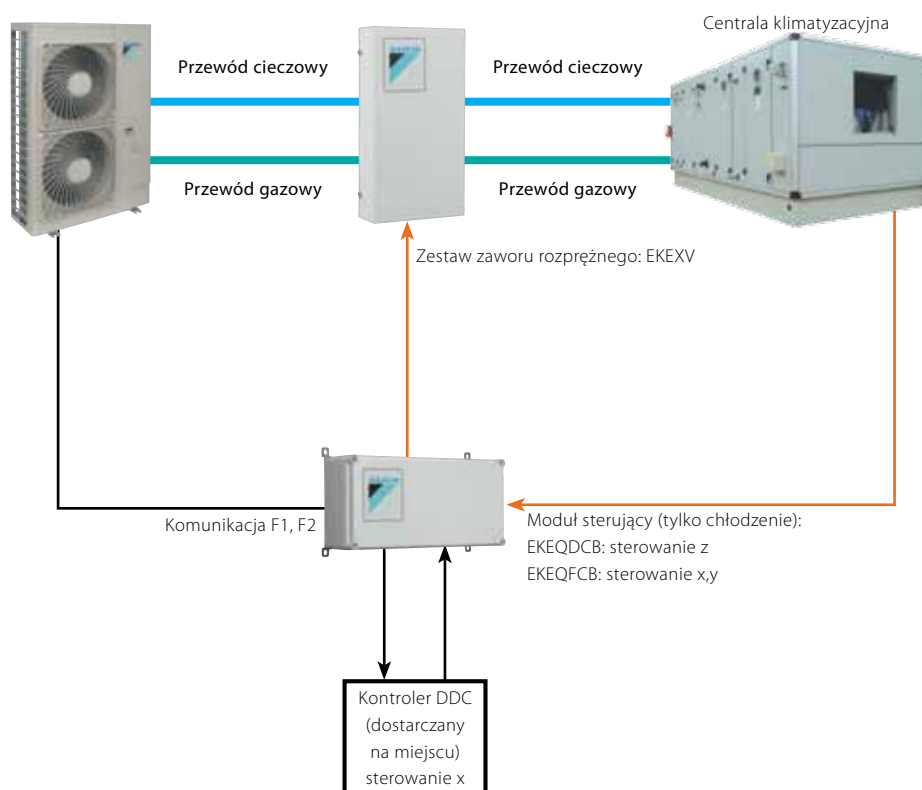 Centrala klimatyzacyjna
Przewód cieczowy
Przewód cieczowy
Przewód gazowy
Przewód gazowy
Zestaw zaworu rozprężnego: EKEXV
Komunikacja F1, F2
Moduł sterujący (tylko chłodzenie):
EKEQDCB: sterowanie z
EKEQFCB: sterowanie x,y
Kontroler DDC
(dostarczany
na miejscu)
sterowanie x